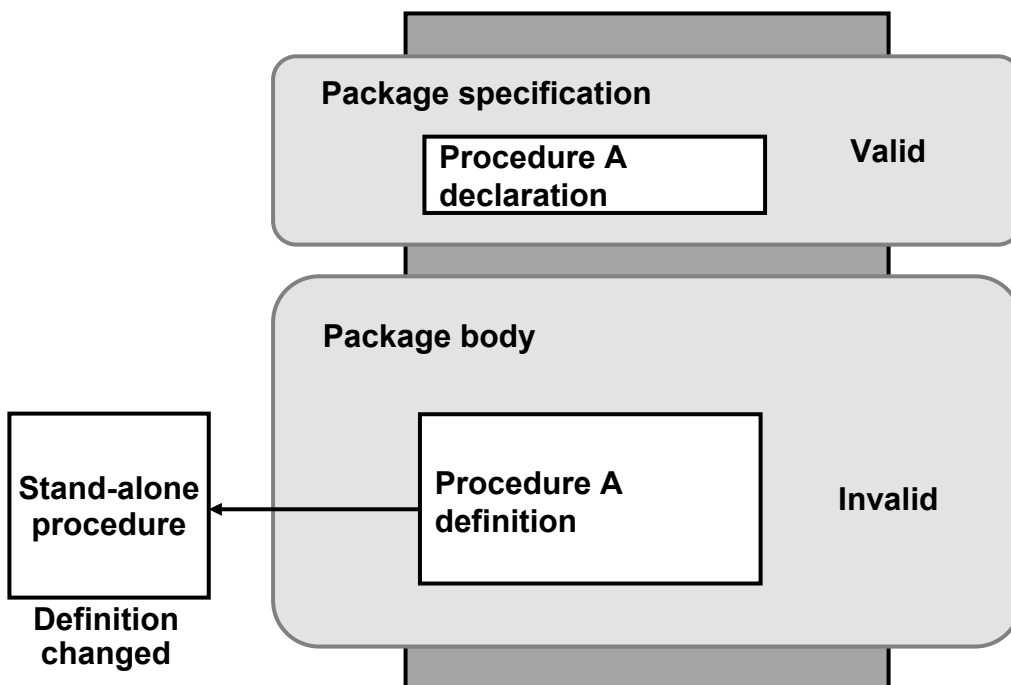 Package specification
Procedure A
declaration
Valid
Package body
Stand-alone
procedure
Procedure A
definition
Invalid
Definition
changed